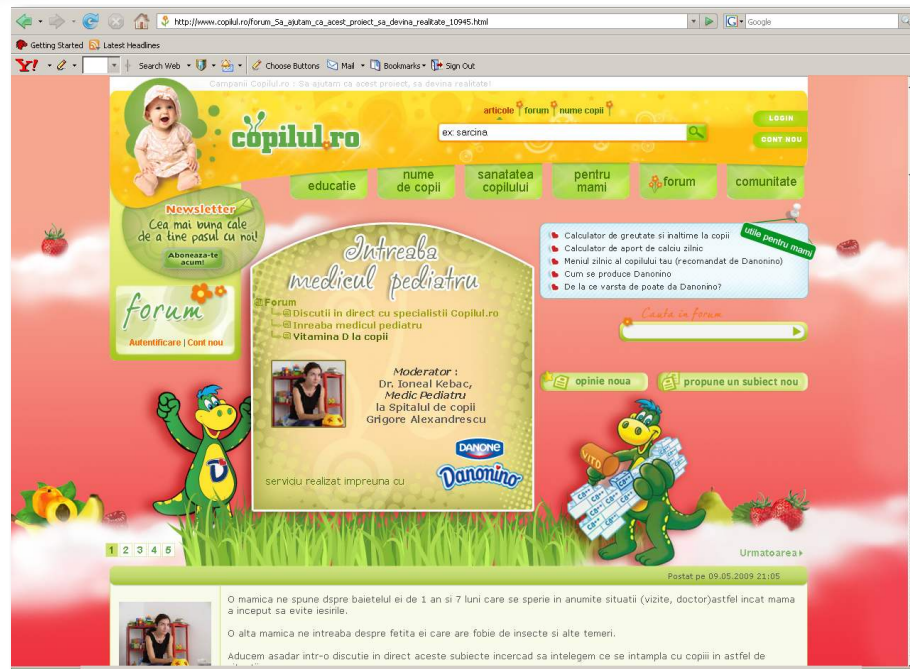 http://www.copilul.ro/forum_Sa_ajutam_ca_acest_proiect_sa_devina_realitate_10945.html
Google
Getting Started Latest Headlines
Y! Search Web Choose Buttons Mail Bookmarks Sign Out
Campanii Copilul.ro : Sa ajutam ca acest proiect, sa devina realitate!
articole forum nume copii
LOGIN
copilul.ro
ex: sarcina
CONT NOU
educatie
nume
de copii
sanatatea
copilului
pentru
mami
forum
comunitate
Newsletter
Cea mai buna cale
de a tine pasul cu noi!
Aboneaza-te
acum!
forum
Autentificare | Cont nou
Intreaba
medicul pediatru
Forum
Discutii in direct cu specialistii Copilul.ro
Inreaba medicul pediatru
Vitamina D la copii
Moderator :
Dr. Ioneal Kebac,
Medic Pediatru
la Spitalul de copii
Grigore Alexandrescu
DANONE
Danonino
serviciu realizat impreuna cu
utile pentru mami
Calculator de greutate si inaltime la copii
Calculator de aport de calciu zilnic
Meniul zilnic al copilului tau (recomandat de Danonino)
Cum se produce Danonino
De la ce varsta de poate da Danonino?
Cauta in forum
opinie noua
propune un subiect nou
D
VIT D
Ca++
1 2 3 4 5
Urmatoarea
Postat pe 09.05.2009 21:05
O mamica ne spune dspre baietelul ei de 1 an si 7 luni care se sperie in anumite situatii (vizite, doctor)astfel incat mama
a inceput sa evite iesirile.
O alta mamica ne intreaba despre fetita ei care are fobie de insecte si alte temeri.
Aducem asadar intr-o discutie in direct aceste subiecte incercad sa intelegem ce se intampla cu copiii in astfel de